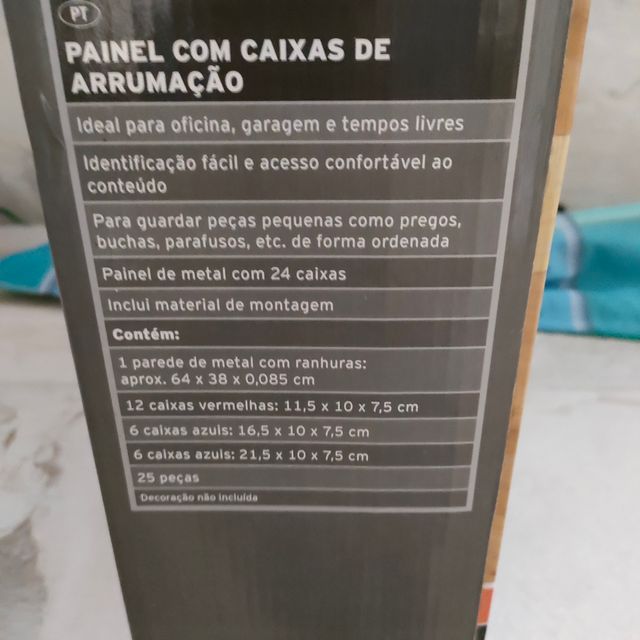 PT
PAINEL COM CAIXAS DE
ARRUMAÇÃO
Ideal para oficina, garagem e tempos livres
Identificação fácil e acesso confortável ao
conteúdo
Para guardar peças pequenas como pregos,
buchas, parafusos, etc. de forma ordenada
Painel de metal com 24 caixas
Inclui material de montagem
Contém:
1 parede de metal com ranhuras:
aprox. 64 x 38 x 0,085 cm
12 caixas vermelhas: 11,5 x 10 x 7,5 cm
6 caixas azuis: 16,5 x 10 x 7,5 cm
6 caixas azuis: 21,5 x 10 x 7,5 cm
25 peças
Decoração não incluída